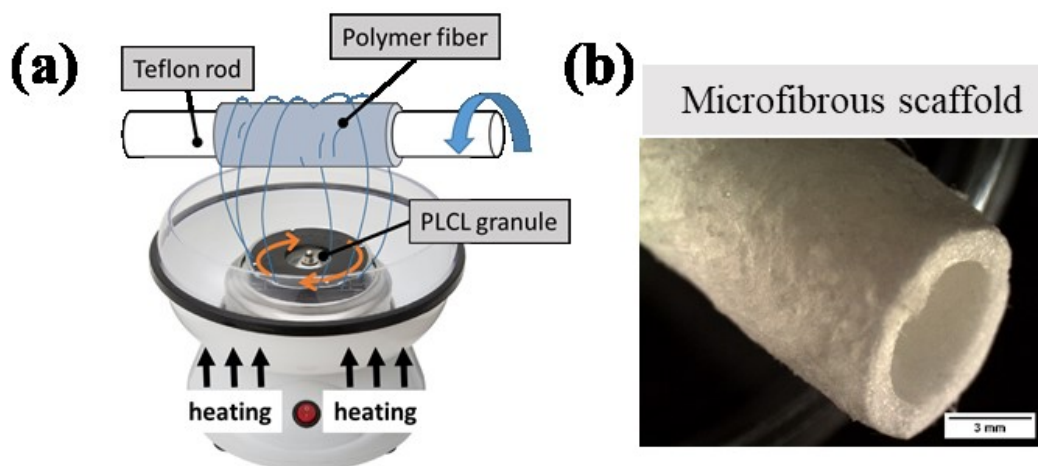 (a)
Teflon rod
Polymer fiber
PLCL granule
heating
heating
(b)
Microfibrous scaffold
3 mm